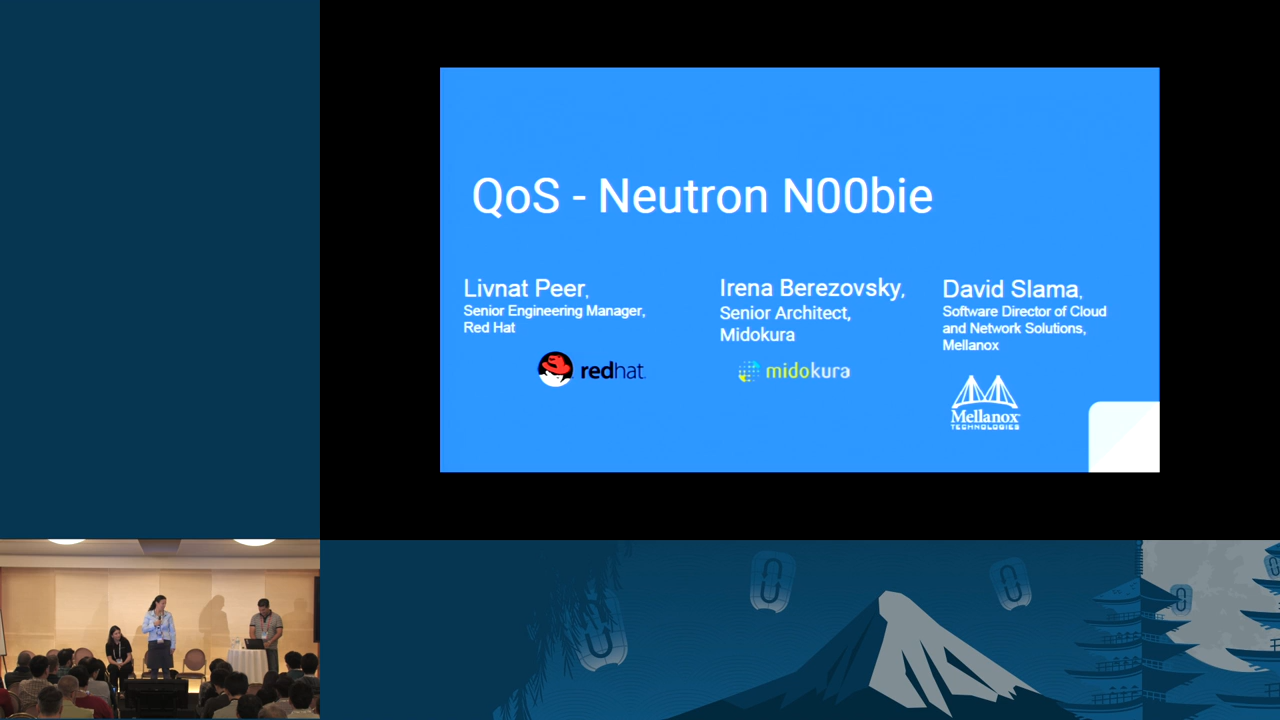 QoS - Neutron N00bie
Livnat Peer,
Senior Engineering Manager,
Red Hat
redhat.
Irena Berezovsky,
Senior Architect,
Midokura
midokura
David Slama,
Software Director of Cloud
and Network Solutions,
Mellanox
Mellanox
TECHNOLOGIES